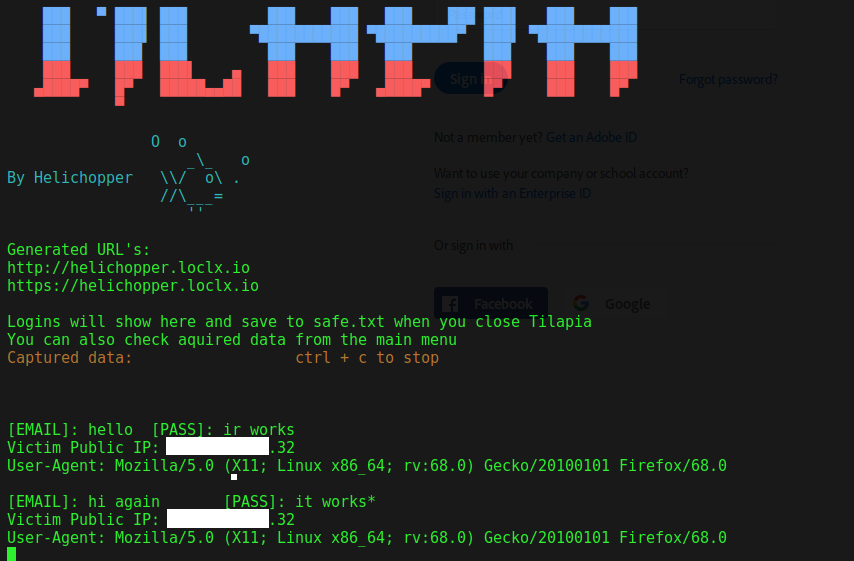 TILAPIA
Sign in
Forgot password?
Not a member yet? Get an Adobe ID
By Helichopper
Want to use your company or school account?
Sign in with an Enterprise ID
Or sign in with
Generated URL's:
http://helichopper.loclx.io
https://helichopper.loclx.io
Facebook
Google
Logins will show here and save to safe.txt when you close Tilapia
You can also check aquired data from the main menu
Captured data: ctrl + c to stop
[EMAIL]: hello [PASS]: ir works
Victim Public IP: .32
User-Agent: Mozilla/5.0 (X11; Linux x86_64; rv:68.0) Gecko/20100101 Firefox/68.0
[EMAIL]: hi again [PASS]: it works*
Victim Public IP: .32
User-Agent: Mozilla/5.0 (X11; Linux x86_64; rv:68.0) Gecko/20100101 Firefox/68.0